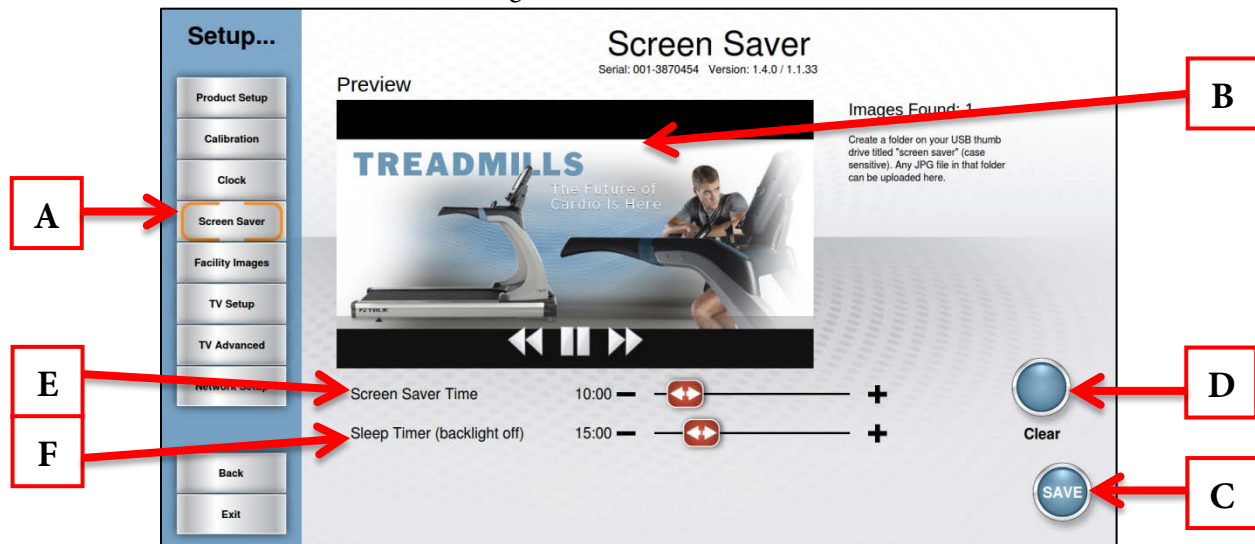 Setup...
Product Setup
Calibration
Clock
Screen Saver
Facility Images
TV Setup
TV Advanced
Network Setup
Back
Exit
Screen Saver
Serial: 001-3870454 Version: 1.4.0 / 1.1.33
Preview
TREADMILLS
The Future of
Cardio Is Here
TRUE
Images Found: 1
Create a folder on your USB thumb
drive titled "screen saver" (case
sensitive). Any JPG file in that folder
can be uploaded here.
Screen Saver Time 10:00
Sleep Timer (backlight off) 15:00
Clear
SAVE
A
B
C
D
E
F